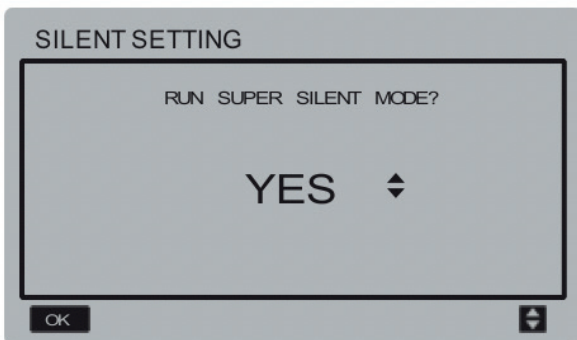 SILENT SETTING
RUN SUPER SILENT MODE?
YES
OK